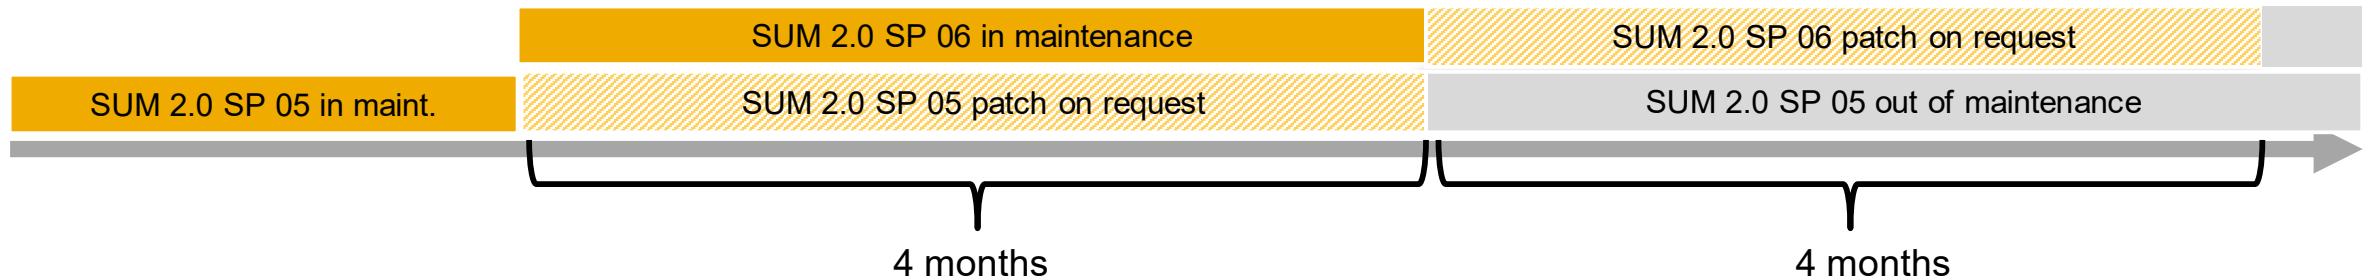 SUM 2.0 SP 06 in maintenance
SUM 2.0 SP 06 patch on request
SUM 2.0 SP 05 in maint.
SUM 2.0 SP 05 patch on request
SUM 2.0 SP 05 out of maintenance
4 months
4 months